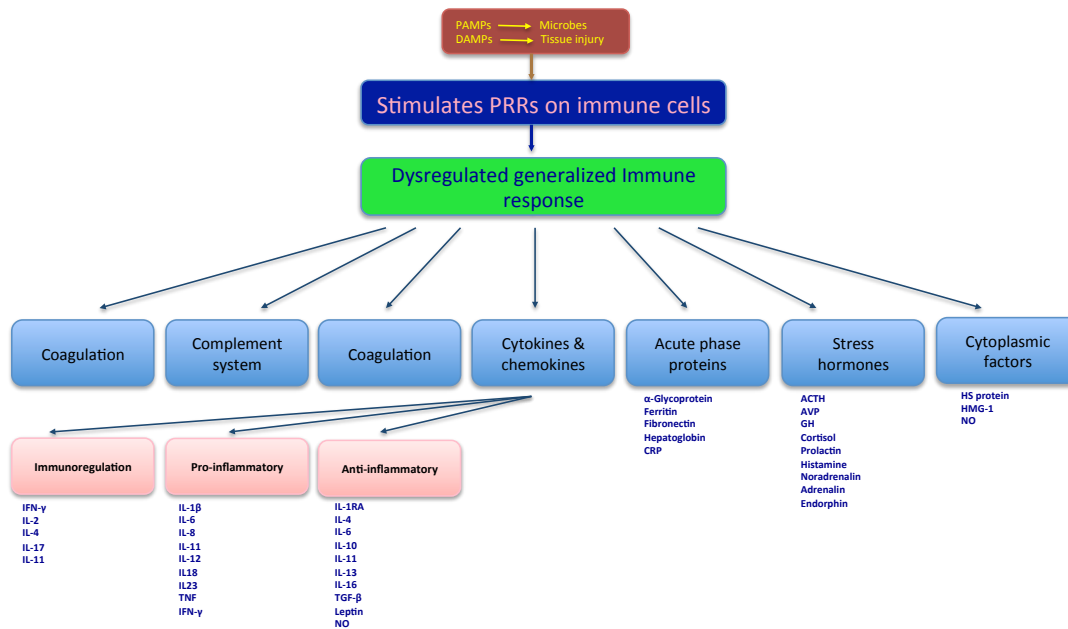 PAMPs Microbes
DAMPs Tissue injury
Stimulates PRRs on immune cells
Dysregulated generalized Immune
response
Coagulation
Complement
system
Coagulation
Cytokines &
chemokines
Acute phase
proteins
Stress
hormones
Cytoplasmic
factors
α-Glycoprotein
Ferritin
Fibronectin
Hepatoglobin
CRP
ACTH
AVP
GH
Cortisol
Prolactin
Histamine
Noradrenalin
Adrenalin
Endorphin
HS protein
HMG-1
NO
Immunoregulation
Pro-inflammatory
Anti-inflammatory
IFN-γ
IL-2
IL-4
IL-17
IL-11
IL-1β
IL-6
IL-8
IL-11
IL-12
IL18
IL23
TNF
IFN-γ
IL-1RA
IL-4
IL-6
IL-10
IL-11
IL-13
IL-16
TGF-β
Leptin
NO